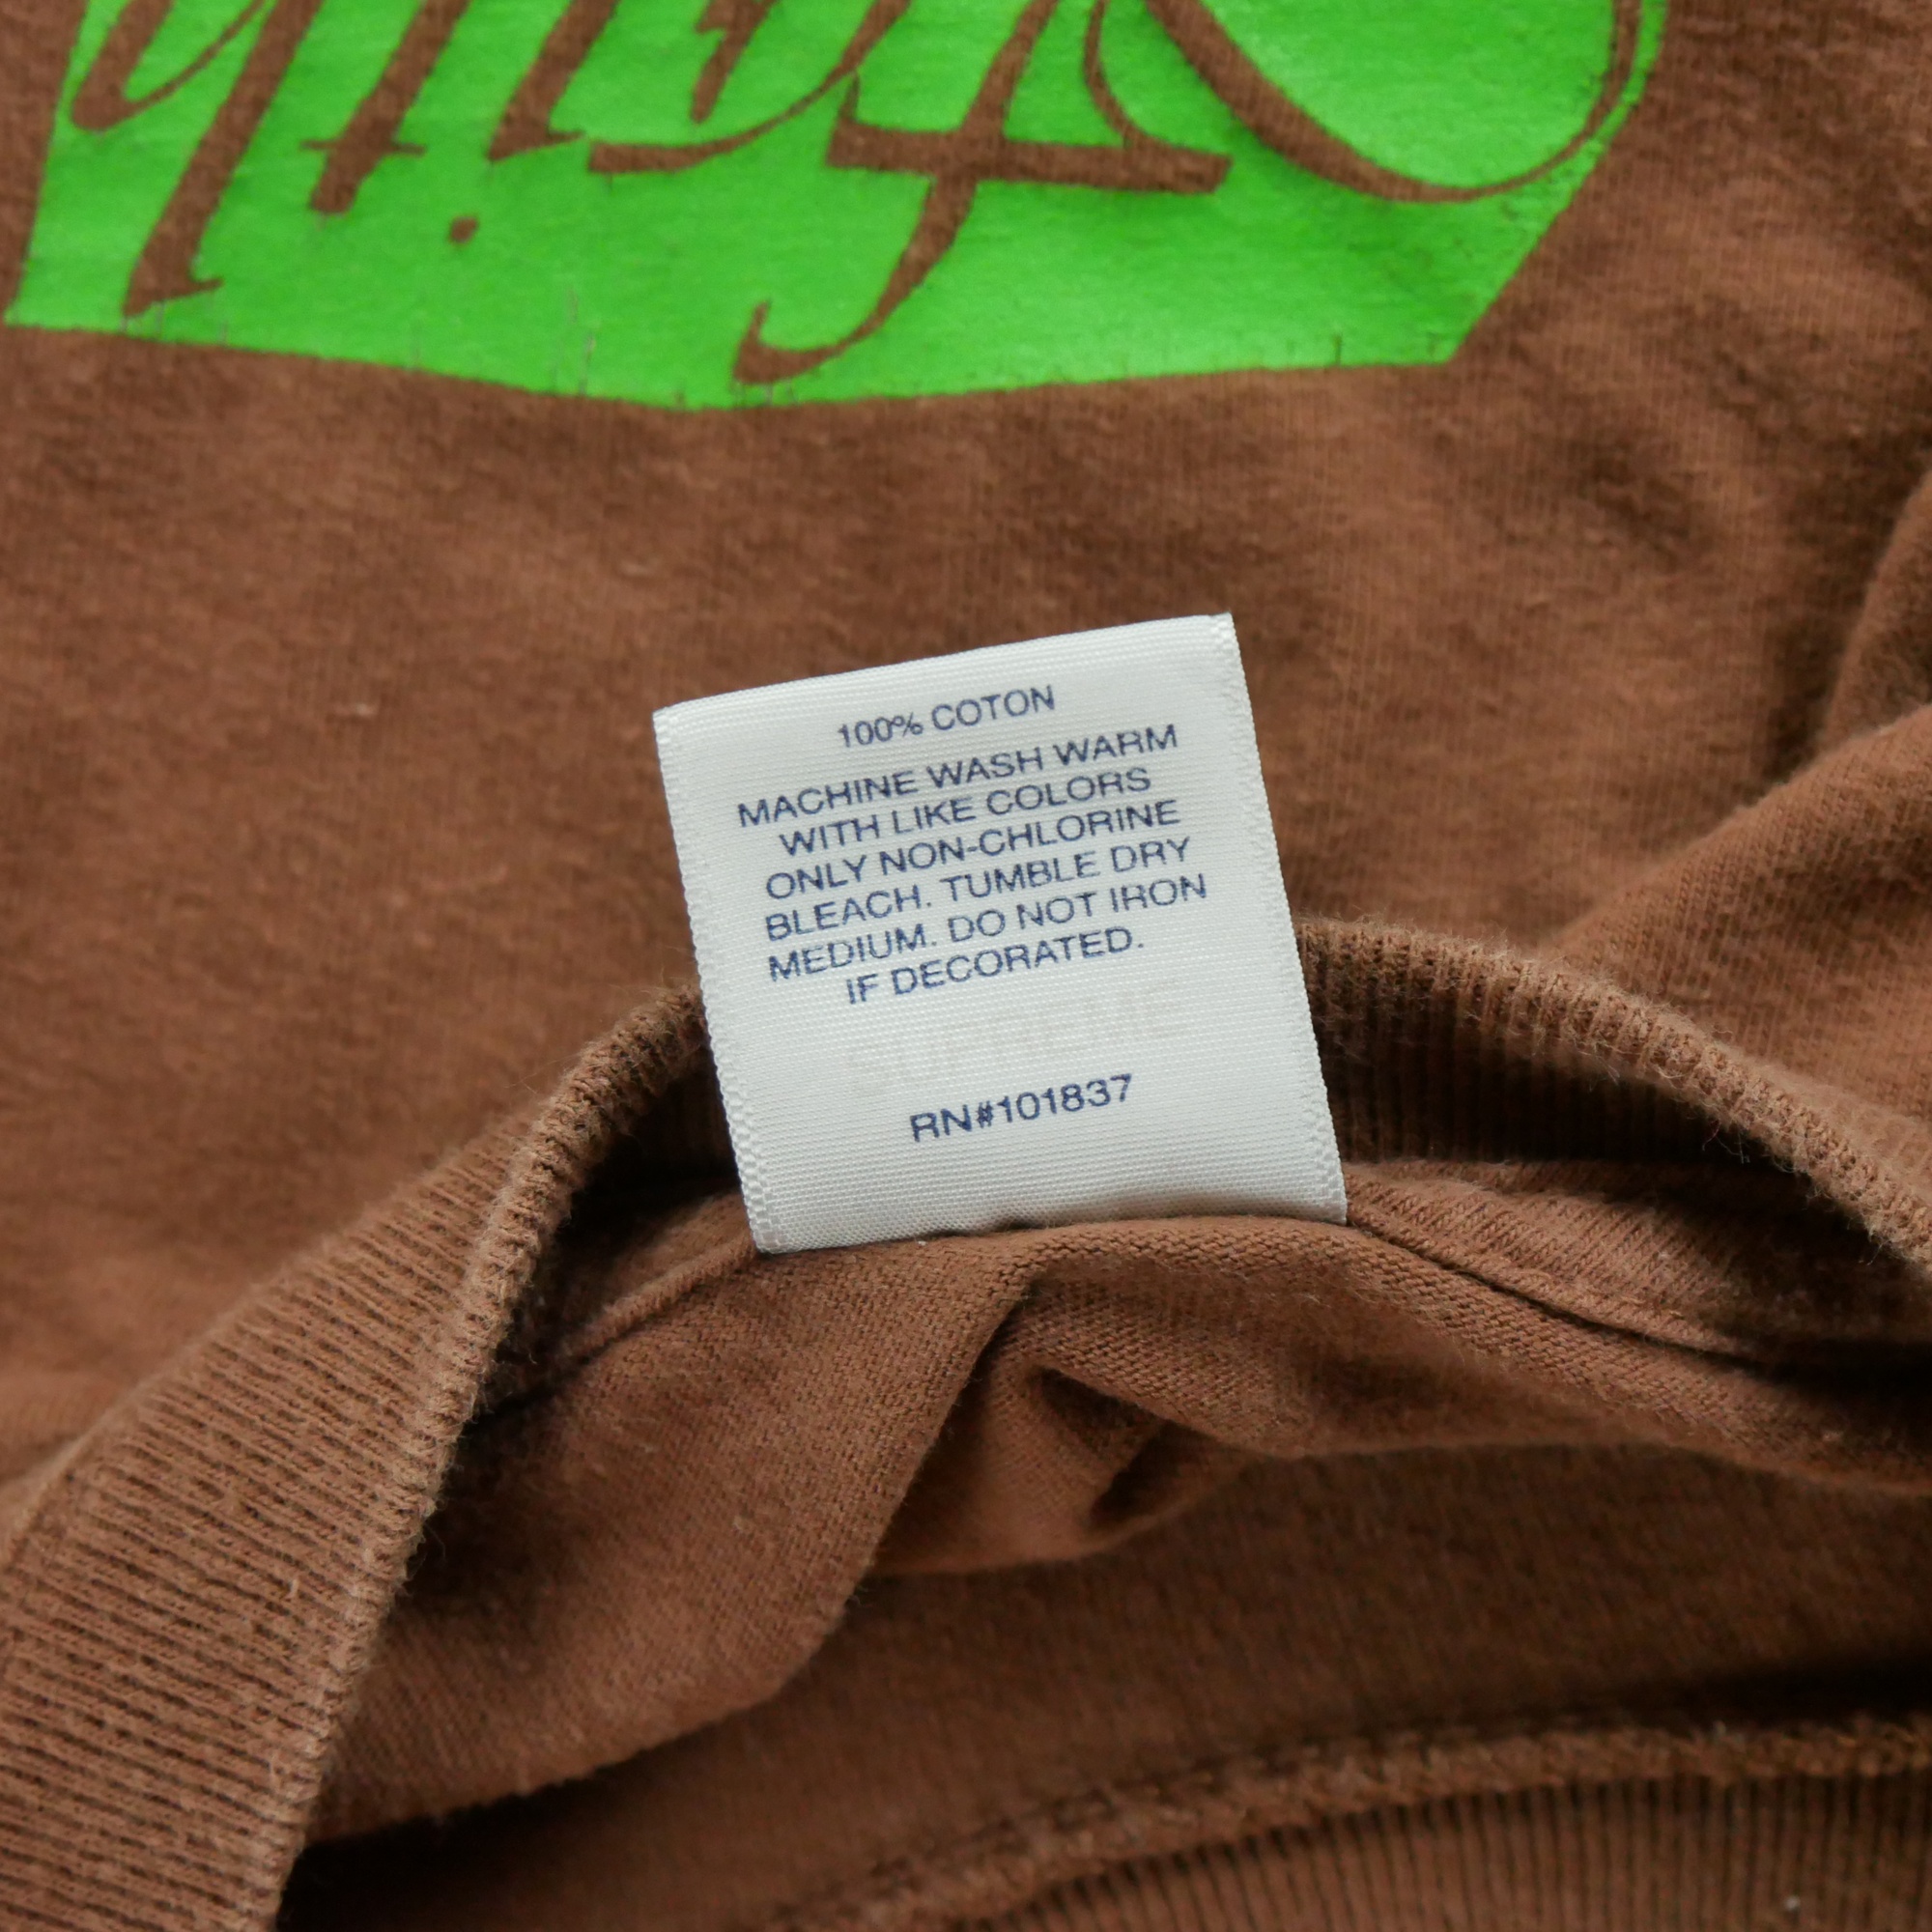 100% COTON
MACHINE WASH WARM
WITH LIKE COLORS
ONLY NON-CHLORINE
BLEACH. TUMBLE DRY
MEDIUM. DO NOT IRON
IF DECORATED.
RN#101837